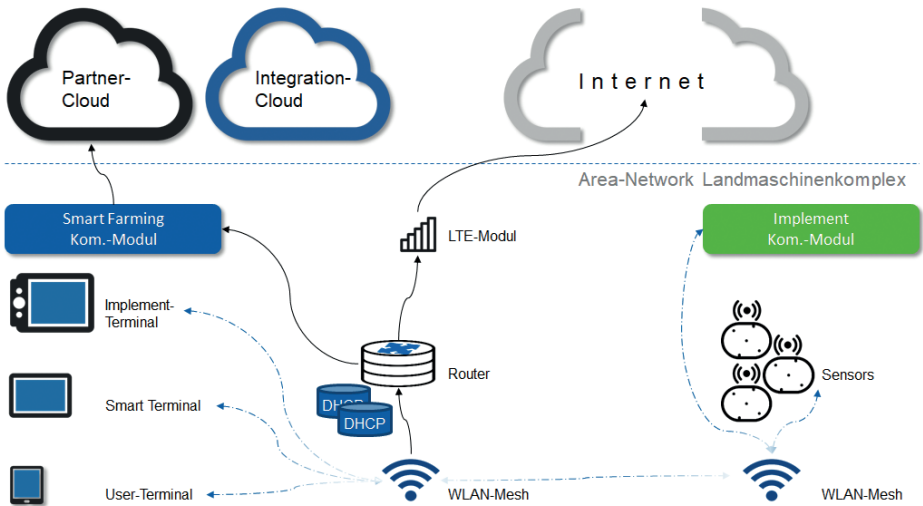 Partner-
Cloud
Integration-
Cloud
Internet
Area-Network Landmaschinenkomplex
Smart Farming
Kom.-Modul
LTE-Modul
Implement
Kom.-Modul
Implement-
Terminal
Router
Sensors
Smart Terminal
DHCP
DHCP
User-Terminal
WLAN-Mesh
WLAN-Mesh